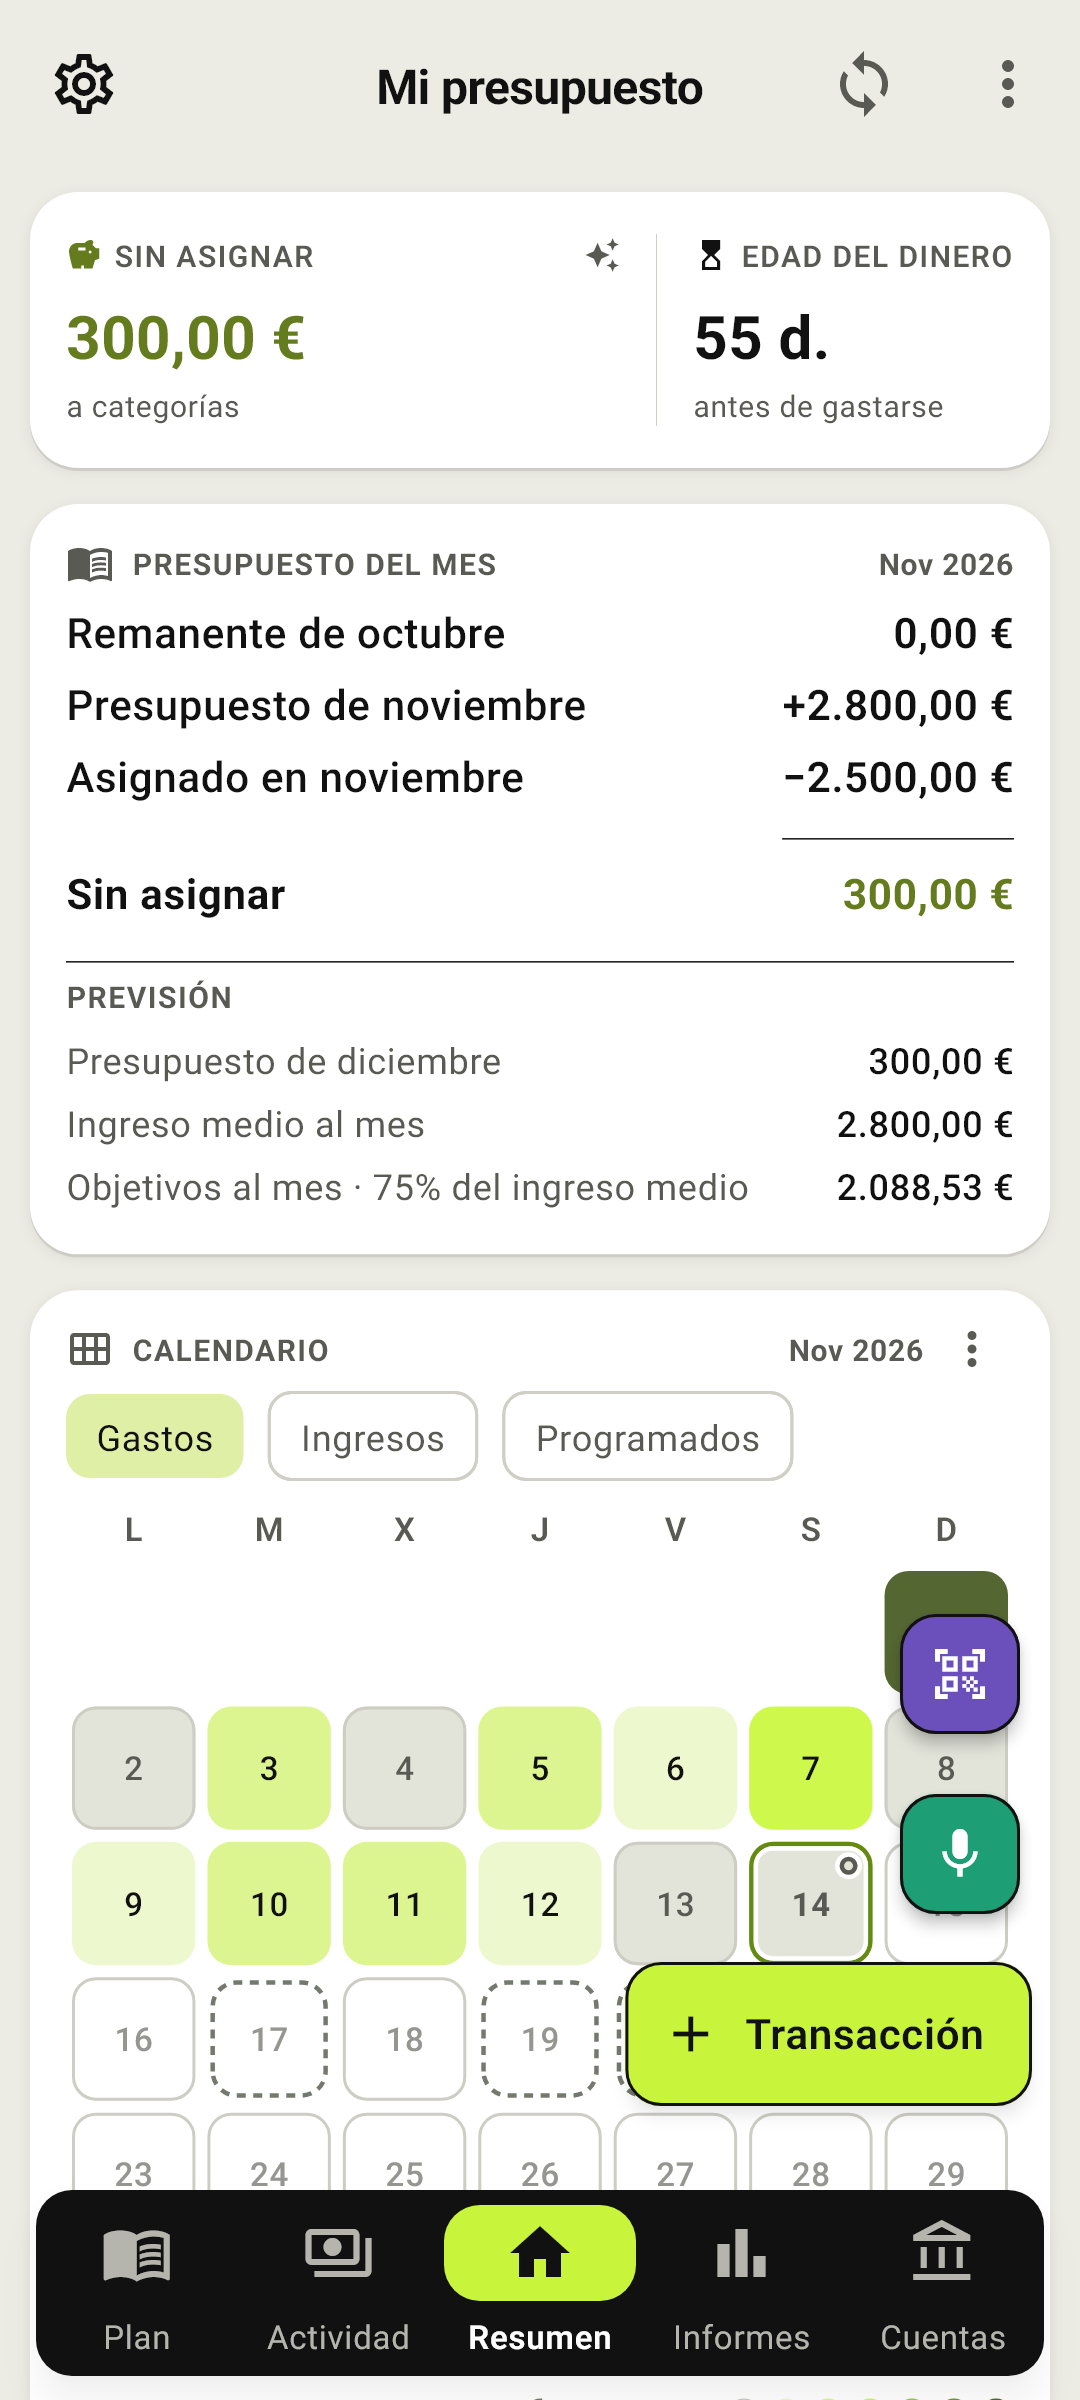 Mi presupuesto
SIN ASIGNAR
300,00 €
a categorías
EDAD DEL DINERO
55 d.
antes de gastarse
PRESUPUESTO DEL MES Nov 2026
Remanente de octubre 0,00 €
Presupuesto de noviembre +2.800,00 €
Asignado en noviembre −2.500,00 €
Sin asignar 300,00 €
PREVISIÓN
Presupuesto de diciembre 300,00 €
Ingreso medio al mes 2.800,00 €
Objetivos al mes · 75% del ingreso medio 2.088,53 €
CALENDARIO Nov 2026
Gastos Ingresos Programados
L M X J V S D
2 3 4 5 6 7 8
9 10 11 12 13 14
16 17 18 19
+ Transacción
23 24 25 26 27 28 29
Plan Actividad Resumen Informes Cuentas